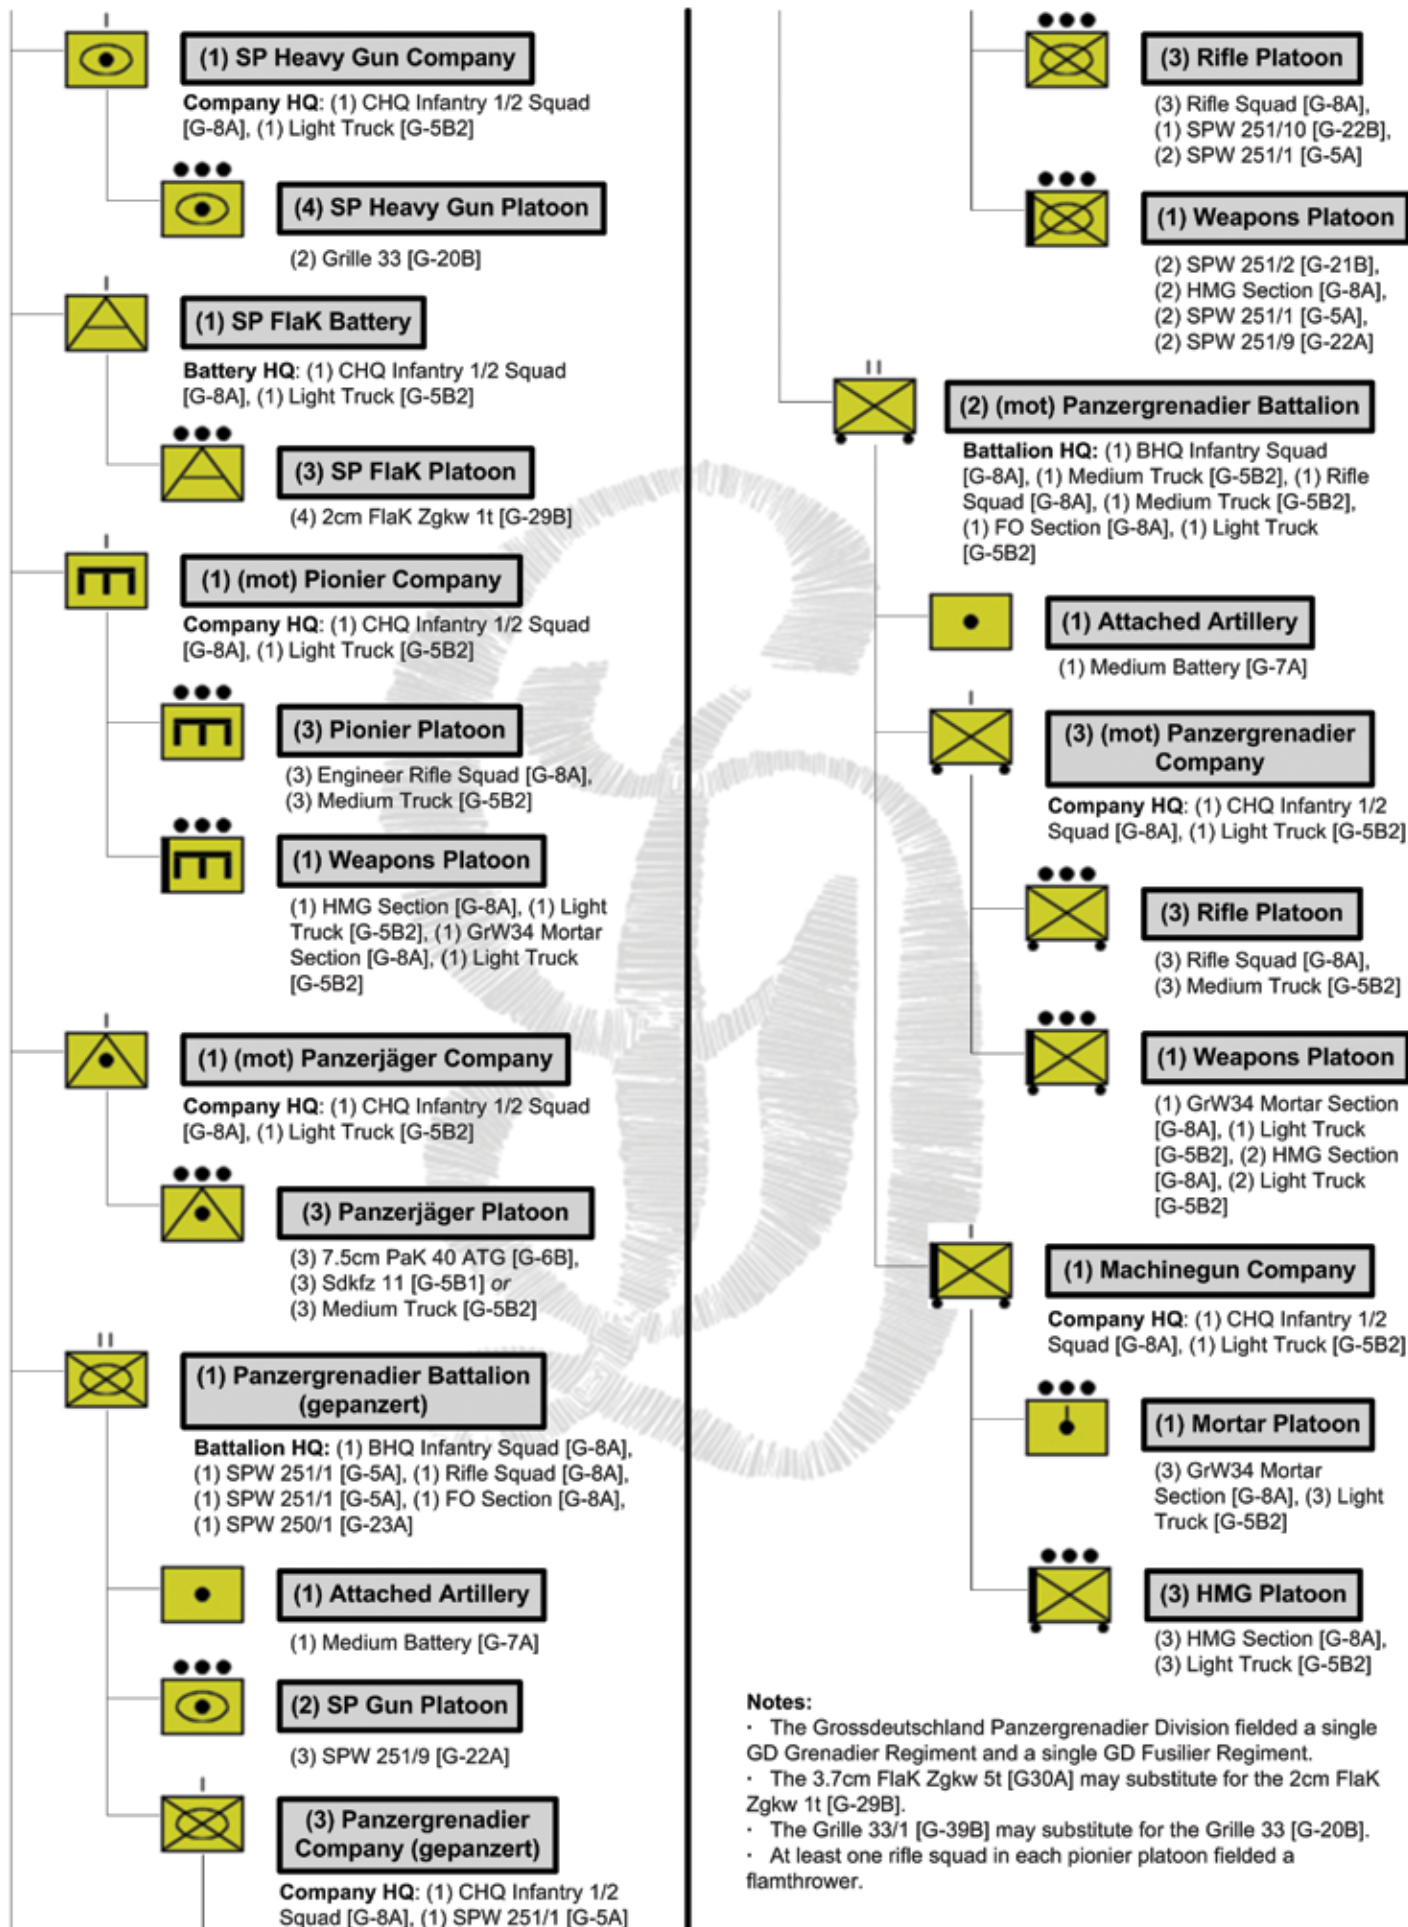 (1) SP Heavy Gun Company
Company HQ: (1) CHQ Infantry 1/2 Squad
[G-8A], (1) Light Truck [G-5B2]
(4) SP Heavy Gun Platoon
(2) Grille 33 [G-20B]
(1) SP FlaK Battery
Battery HQ: (1) CHQ Infantry 1/2 Squad
[G-8A], (1) Light Truck [G-5B2]
(3) SP FlaK Platoon
(4) 2cm FlaK Zgkw 1t [G-29B]
(1) (mot) Pionier Company
Company HQ: (1) CHQ Infantry 1/2 Squad
[G-8A], (1) Light Truck [G-5B2]
(3) Pionier Platoon
(3) Engineer Rifle Squad [G-8A],
(3) Medium Truck [G-5B2]
(1) Weapons Platoon
(1) HMG Section [G-8A], (1) Light
Truck [G-5B2], (1) GrW34 Mortar
Section [G-8A], (1) Light Truck
[G-5B2]
(1) (mot) Panzerjäger Company
Company HQ: (1) CHQ Infantry 1/2 Squad
[G-8A], (1) Light Truck [G-5B2]
(3) Panzerjäger Platoon
(3) 7.5cm PaK 40 ATG [G-6B],
(3) Sdkfz 11 [G-5B1] or
(3) Medium Truck [G-5B2]
(1) Panzergrenadier Battalion
(gepanzert)
Battalion HQ: (1) BHQ Infantry Squad [G-8A],
(1) SPW 251/1 [G-5A], (1) Rifle Squad [G-8A],
(1) SPW 251/1 [G-5A], (1) FO Section [G-8A],
(1) SPW 250/1 [G-23A]
(1) Attached Artillery
(1) Medium Battery [G-7A]
(2) SP Gun Platoon
(3) SPW 251/9 [G-22A]
(3) Panzergrenadier
Company (gepanzert)
Company HQ: (1) CHQ Infantry 1/2
Squad [G-8A], (1) SPW 251/1 [G-5A]
(3) Rifle Platoon
(3) Rifle Squad [G-8A],
(1) SPW 251/10 [G-22B],
(2) SPW 251/1 [G-5A]
(1) Weapons Platoon
(2) SPW 251/2 [G-21B],
(2) HMG Section [G-8A],
(2) SPW 251/1 [G-5A],
(2) SPW 251/9 [G-22A]
(2) (mot) Panzergrenadier Battalion
Battalion HQ: (1) BHQ Infantry Squad
[G-8A], (1) Medium Truck [G-5B2], (1) Rifle
Squad [G-8A], (1) Medium Truck [G-5B2],
(1) FO Section [G-8A], (1) Light Truck
[G-5B2]
(1) Attached Artillery
(1) Medium Battery [G-7A]
(3) (mot) Panzergrenadier
Company
Company HQ: (1) CHQ Infantry 1/2
Squad [G-8A], (1) Light Truck [G-5B2]
(3) Rifle Platoon
(3) Rifle Squad [G-8A],
(3) Medium Truck [G-5B2]
(1) Weapons Platoon
(1) GrW34 Mortar Section
[G-8A], (1) Light Truck
[G-5B2], (2) HMG Section
[G-8A], (2) Light Truck
[G-5B2]
(1) Machinegun Company
Company HQ: (1) CHQ Infantry 1/2
Squad [G-8A], (1) Light Truck [G-5B2]
(1) Mortar Platoon
(3) GrW34 Mortar
Section [G-8A], (3) Light
Truck [G-5B2]
(3) HMG Platoon
(3) HMG Section [G-8A],
(3) Light Truck [G-5B2]
Notes:
· The Grossdeutschland Panzergrenadier Division fielded a single
GD Grenadier Regiment and a single GD Fusilier Regiment.
· The 3.7cm FlaK Zgkw 5t [G30A] may substitute for the 2cm FlaK
Zgkw 1t [G-29B].
· The Grille 33/1 [G-39B] may substitute for the Grille 33 [G-20B].
· At least one rifle squad in each pionier platoon fielded a
flamthrower.